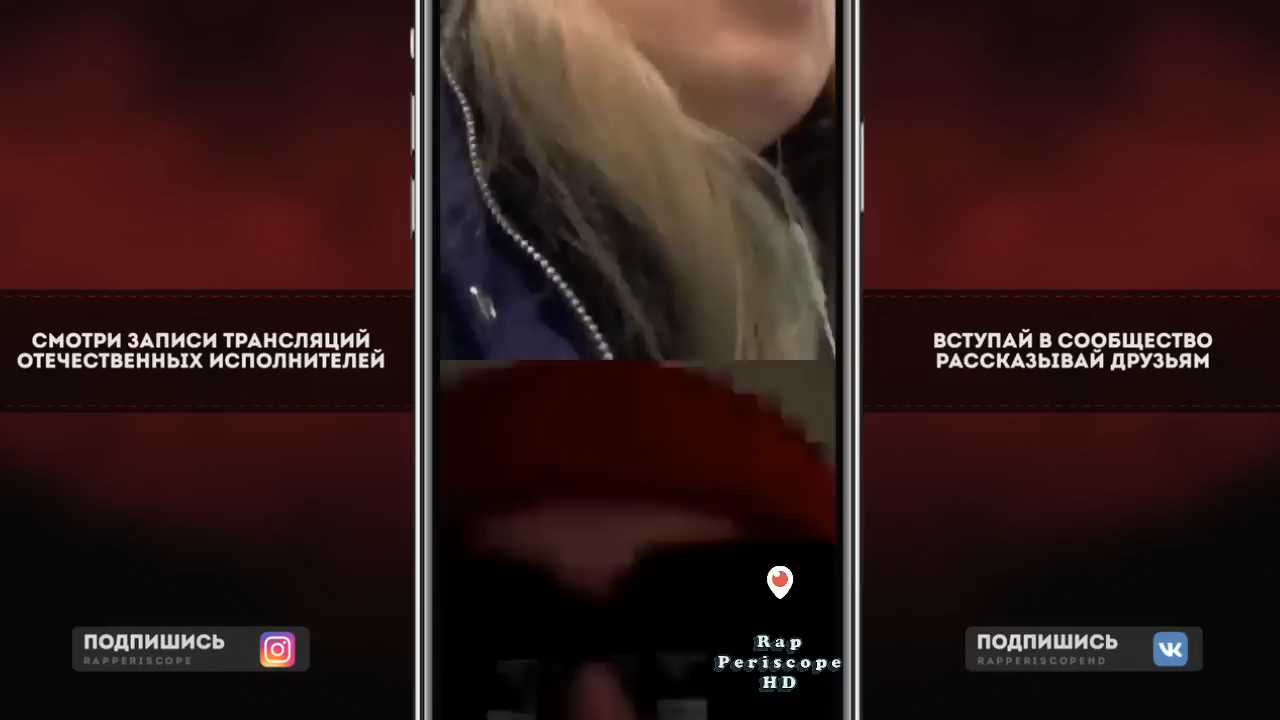 СМОТРИ ЗАПИСИ ТРАНСЛЯЦИЙ
ОТЕЧЕСТВЕННЫХ ИСПОЛНИТЕЛЕЙ
ВСТУПАЙ В СООБЩЕСТВО
РАССКАЗЫВАЙ ДРУЗЬЯМ
ПОДПИШИСЬ
RAPPERISCOPE
Rap
Periscope
HD
ПОДПИШИСЬ
RAPPERISCOPEHD